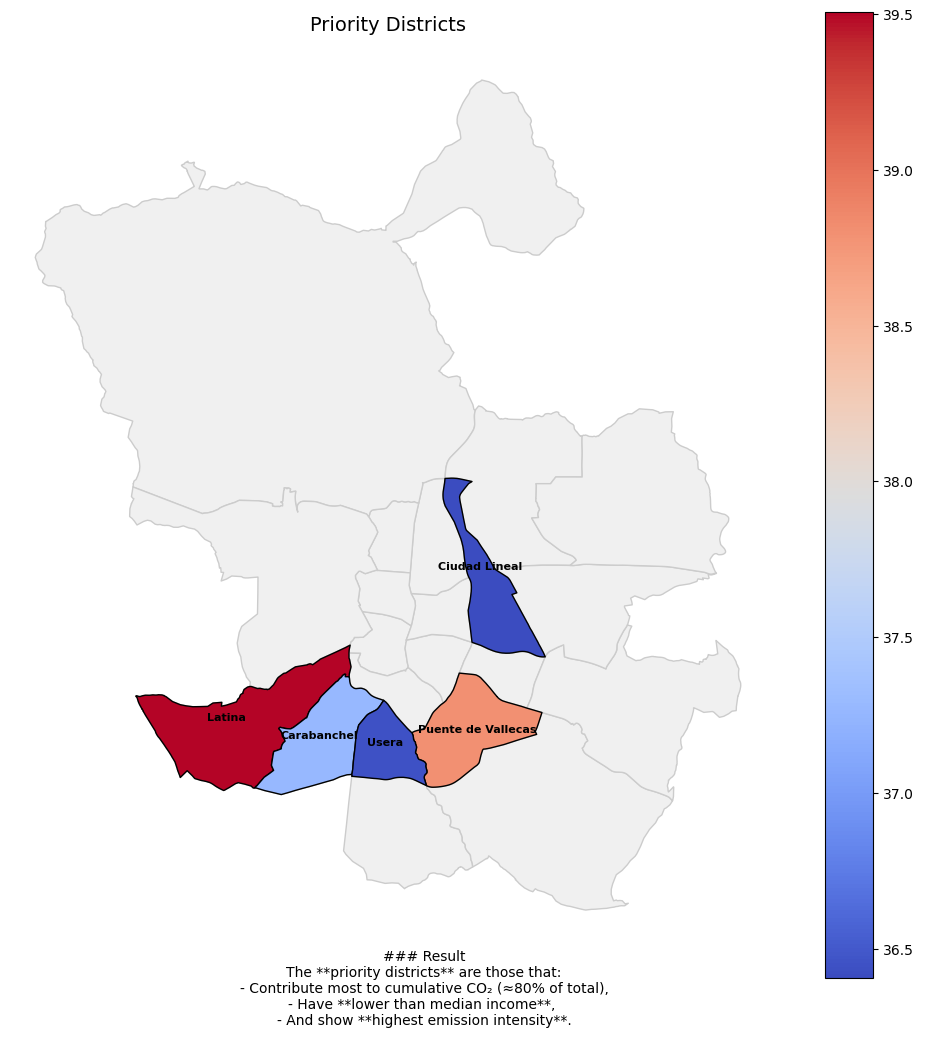 Priority Districts
39.5
39.0
38.5
38.0
37.5
37.0
36.5
Ciudad Lineal
Latina
Puente de Vallecas
Carabanchel
Usera
### Result
The **priority districts** are those that:
- Contribute most to cumulative CO₂ (≈80% of total),
- Have **lower than median income**,
- And show **highest emission intensity**.